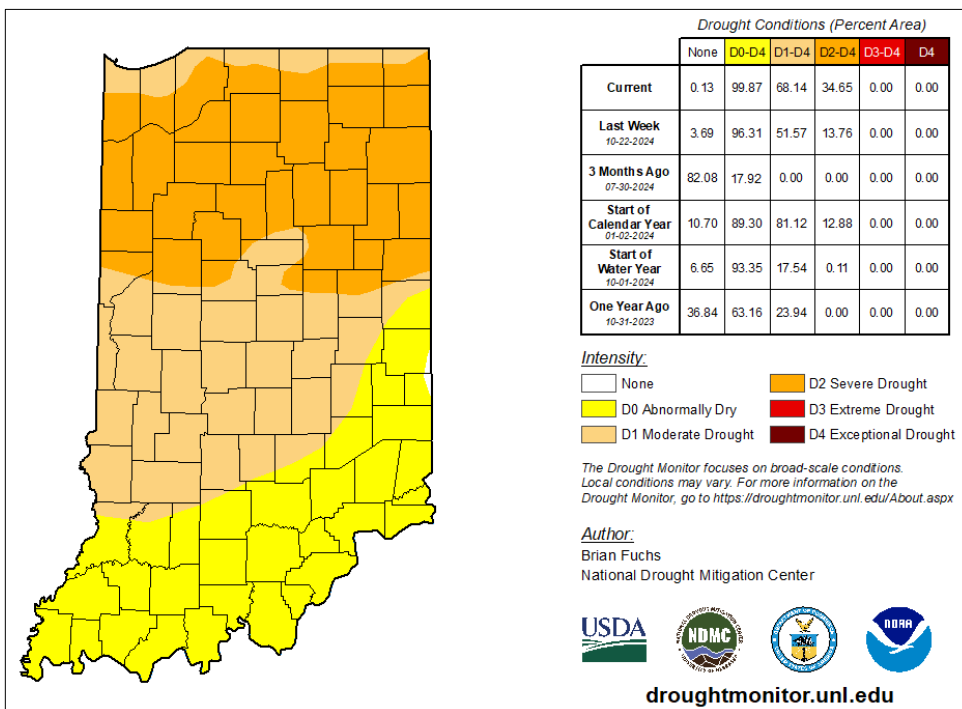 Drought Conditions (Percent Area)
None D0-D4 D1-D4 D2-D4 D3-D4 D4
Current 0.13 99.87 68.14 34.65 0.00 0.00
Last Week
10-22-2024 3.69 96.31 51.57 13.76 0.00 0.00
3 Months Ago
07-30-2024 82.08 17.92 0.00 0.00 0.00 0.00
Start of
Calendar Year
01-02-2024 10.70 89.30 81.12 12.88 0.00 0.00
Start of
Water Year
10-01-2024 6.65 93.35 17.54 0.11 0.00 0.00
One Year Ago
10-31-2023 36.84 63.16 23.94 0.00 0.00 0.00
Intensity:
None
D0 Abnormally Dry
D1 Moderate Drought
D2 Severe Drought
D3 Extreme Drought
D4 Exceptional Drought
The Drought Monitor focuses on broad-scale conditions.
Local conditions may vary. For more information on the
Drought Monitor, go to https://droughtmonitor.unl.edu/About.aspx
Author:
Brian Fuchs
National Drought Mitigation Center
USDA
NDMC
NOAA
droughtmonitor.unl.edu